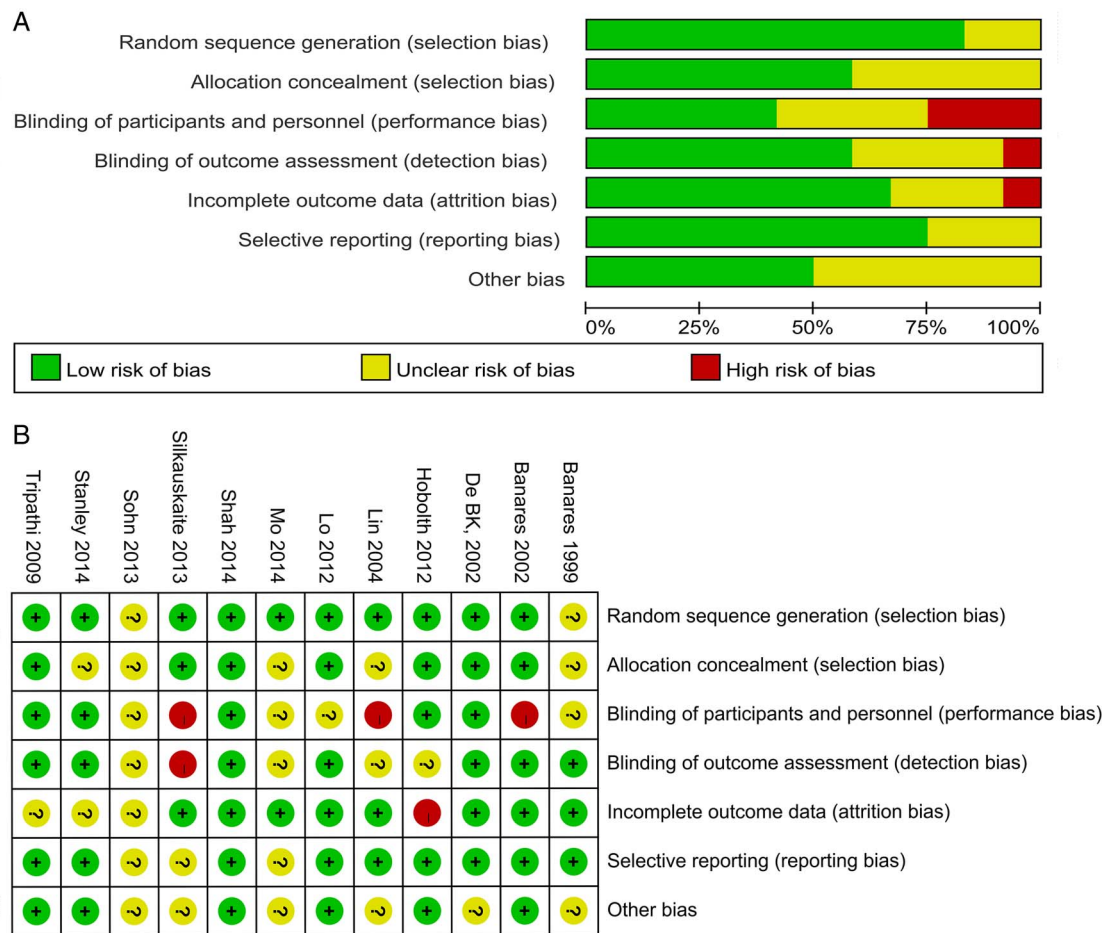 A
Random sequence generation (selection bias)
Allocation concealment (selection bias)
Blinding of participants and personnel (performance bias)
Blinding of outcome assessment (detection bias)
Incomplete outcome data (attrition bias)
Selective reporting (reporting bias)
Other bias
0% 25% 50% 75% 100%
Low risk of bias Unclear risk of bias High risk of bias
B
Tripathi 2009
Stanley 2014
Sohn 2013
Silkauskaite 2013
Shah 2014
Mo 2014
Lo 2012
Lin 2004
Hobolth 2012
De BK, 2002
Banares 2002
Banares 1999
+ + ? + + + + + + + + ? Random sequence generation (selection bias)
+ ? ? + + ? + ? + + + ? Allocation concealment (selection bias)
+ + ? - + ? ? - + + - ? Blinding of participants and personnel (performance bias)
+ + ? - + ? + ? ? + + + Blinding of outcome assessment (detection bias)
? ? ? + + + + + - + + + Incomplete outcome data (attrition bias)
+ + ? ? + ? + + + + + + Selective reporting (reporting bias)
+ + ? ? + ? + ? + ? + ? Other bias